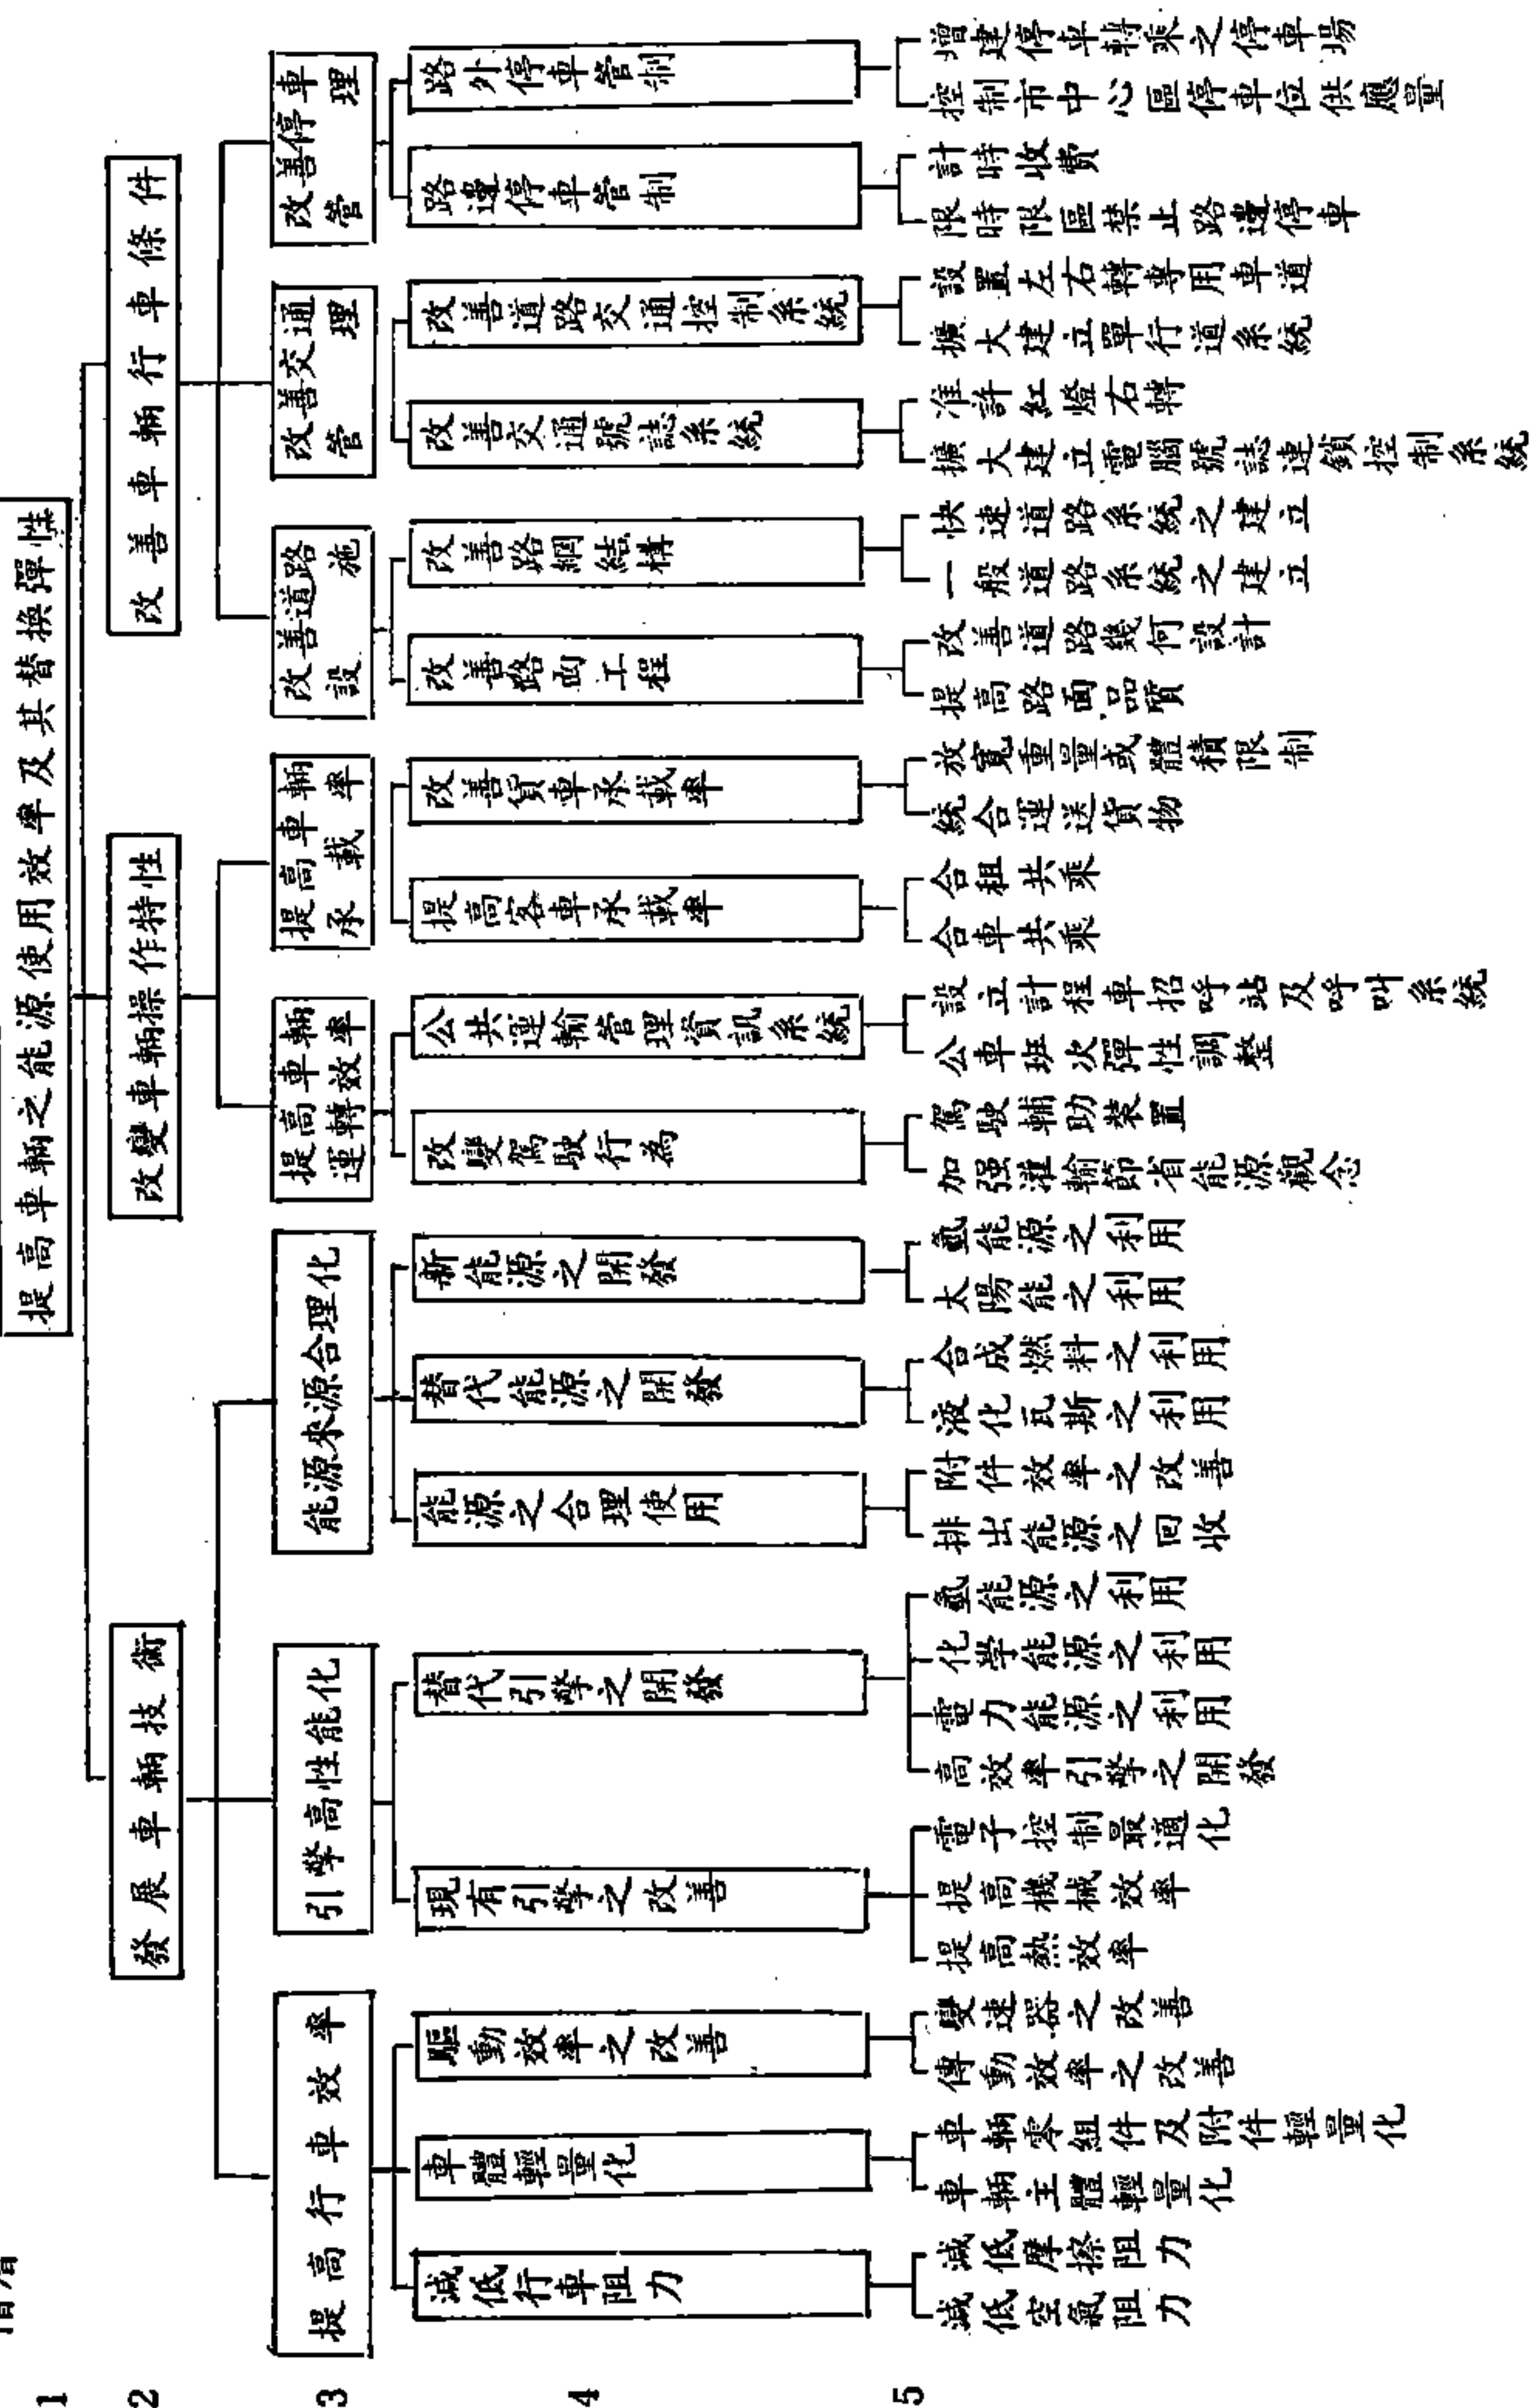 階層
1
提高車輛之能源使用效率及其替換彈性
2
發展車輛技術
改變車輛操作特性
改善車輛行車條件
3
提高行車效率
引擎高性能化
能源來源合理化
提高車輛
運轉效率
提高車輛
承載率
改善道路
設施
改善交通
管理
改善停車
管理
4
減低行車阻力
車體輕量化
驅動效率之改善
現有引擎之改善
替代引擎之開發
能源之合理使用
替代能源之開發
新能源之開發
改變駕駛行為
公共運輸管理資訊系統
提高客車承載率
改善貨車承載率
改善路面工程
改善路網結構
改善交通號誌系統
改善道路交通控制系統
路邊停車管制
路外停車管制
5
減低空氣阻力
減低摩擦阻力
車輛主體輕量化
車輛零組件及附件輕量化
傳動效率之改善
變速器之改善
提高熱效率
提高機械效率
電子控制最適化
高效率引擎之開發
電力能源之利用
化學能源之利用
氫能源之利用
排出能源之回收
附件效率之改善
液化瓦斯之利用
合成燃料之利用
太陽能之利用
氫能源之利用
加强灌輸節省能源觀念
駕駛輔助裝置
公車班次彈性調整
設立計程車招呼站及呼叫系統
合車共乘
合租共乘
統合運送貨物
放寬重量或體積限制
提高路面品質
改善道路幾何設計
一般道路系統之建立
快速道路系統之建立
擴大建立電腦號誌連鎖控制系統
准許紅燈右轉
擴大建立單行道系統
設置左右轉專用車道
限時限區禁止路邊停車
計時收費
控制市中心區停車位供應量
增建停車轉乘之停車場